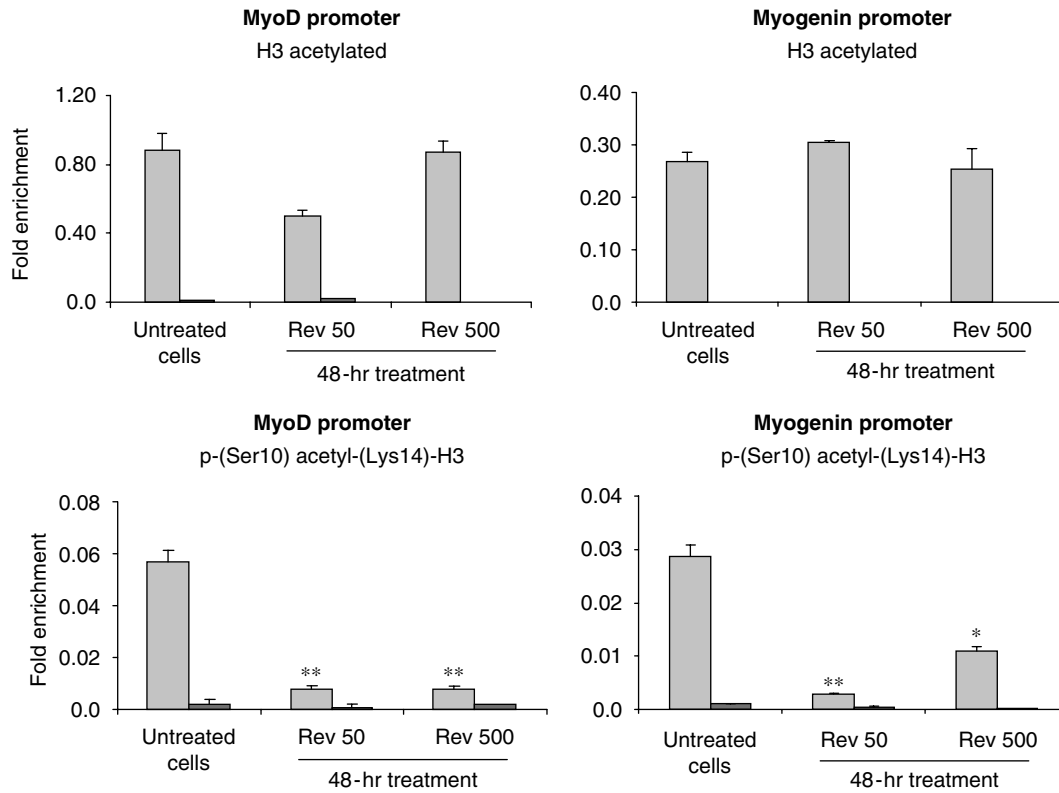 MyoD promoter
H3 acetylated
Fold enrichment
1.20
0.80
0.40
0.0
Untreated
cells
Rev 50
Rev 500
48-hr treatment
Myogenin promoter
H3 acetylated
0.40
0.30
0.20
0.10
0.0
Untreated
cells
Rev 50
Rev 500
48-hr treatment
MyoD promoter
p-(Ser10) acetyl-(Lys14)-H3
Fold enrichment
0.08
0.06
0.04
0.02
0.0
**
**
Untreated
cells
Rev 50
Rev 500
48-hr treatment
Myogenin promoter
p-(Ser10) acetyl-(Lys14)-H3
0.04
0.03
0.02
0.01
0.0
**
*
Untreated
cells
Rev 50
Rev 500
48-hr treatment